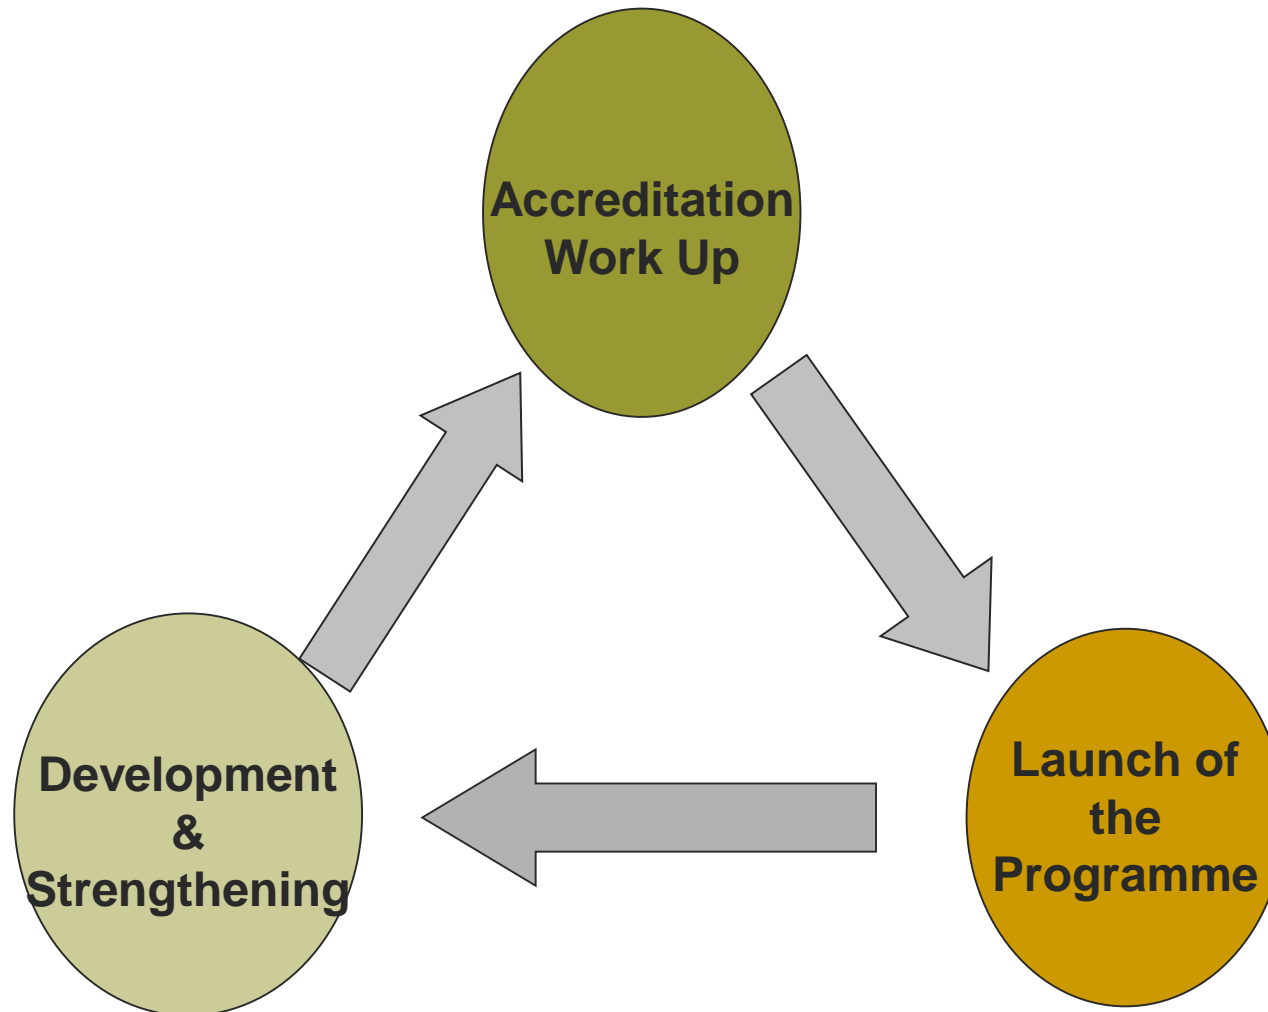 Accreditation
Work Up
Development
&
Strengthening
Launch of
the
Programme